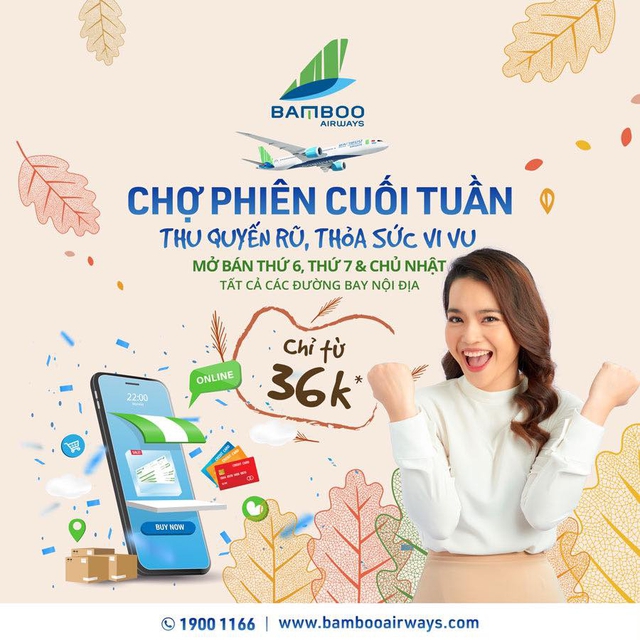 BAMBOO
AIRWAYS
CHỢ PHIÊN CUỐI TUẦN
THU QUYẾN RŨ, THỎA SỨC VI VU
MỞ BÁN THỨ 6, THỨ 7 & CHỦ NHẬT
TẤT CẢ CÁC ĐƯỜNG BAY NỘI ĐỊA
Chỉ từ
36k*
ONLINE
22:00
BUY NOW
1900 1166 | www.bambooairways.com